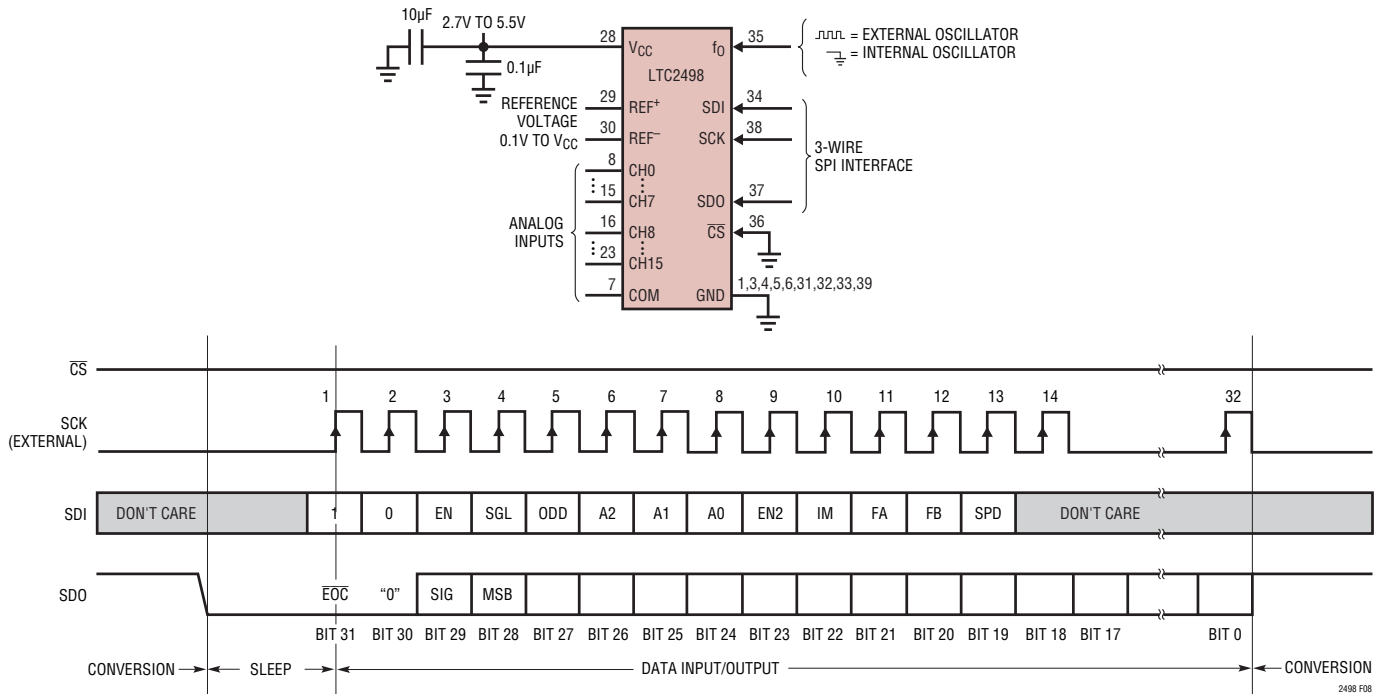 10µF
2.7V TO 5.5V
0.1µF
28
VCC
fO
35
= EXTERNAL OSCILLATOR
= INTERNAL OSCILLATOR
LTC2498
REFERENCE
VOLTAGE
0.1V TO VCC
29
REF+
30
REF–
SDI
34
SCK
38
3-WIRE
SPI INTERFACE
ANALOG
INPUTS
8
CH0
15
CH7
SDO
37
16
CH8
CS
36
23
CH15
7
COM
GND
1,3,4,5,6,31,32,33,39
CS
SCK
(EXTERNAL)
1 2 3 4 5 6 7 8 9 10 11 12 13 14 32
SDI DON'T CARE 1 0 EN SGL ODD A2 A1 A0 EN2 IM FA FB SPD DON'T CARE
SDO EOC “0” SIG MSB
BIT 31 BIT 30 BIT 29 BIT 28 BIT 27 BIT 26 BIT 25 BIT 24 BIT 23 BIT 22 BIT 21 BIT 20 BIT 19 BIT 18 BIT 17 BIT 0
CONVERSION SLEEP DATA INPUT/OUTPUT CONVERSION
2498 F08